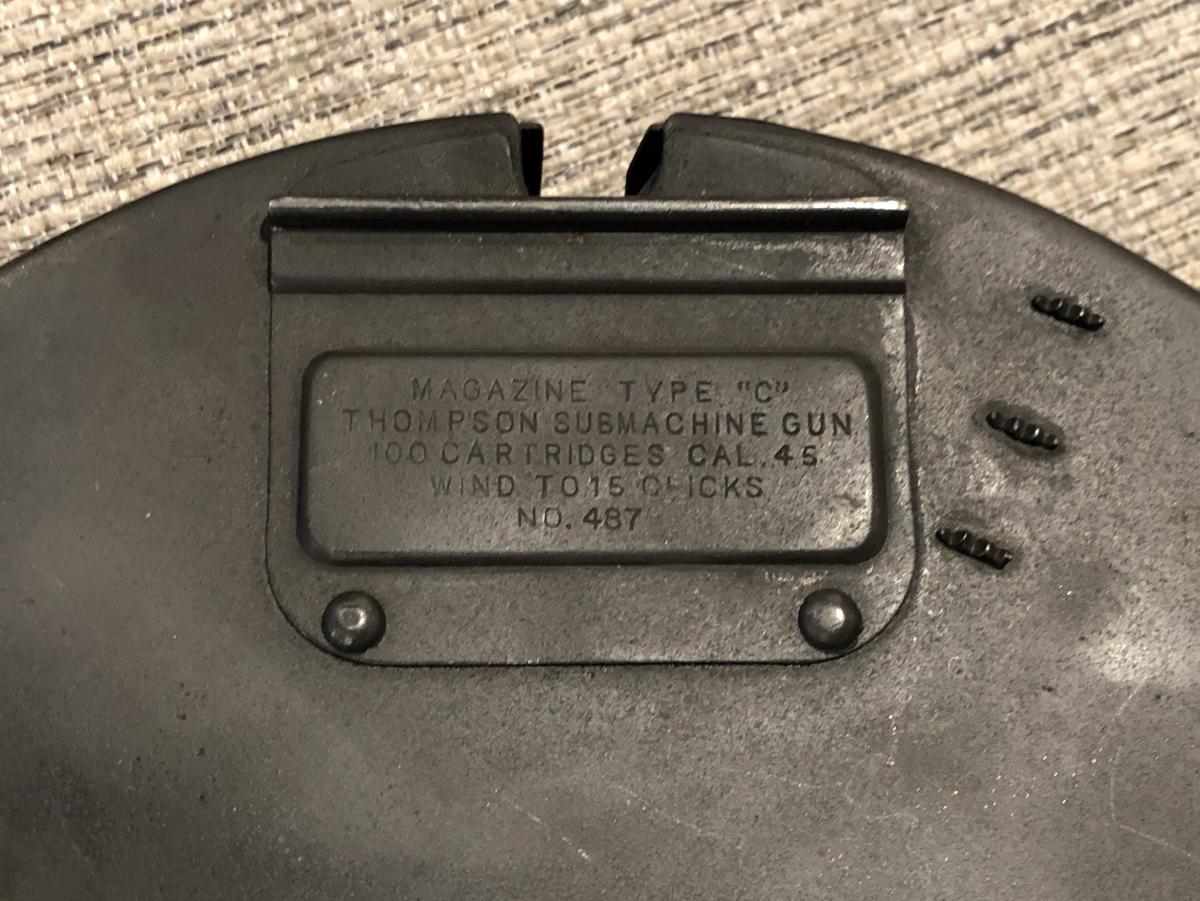 MAGAZINE TYPE "C"
THOMPSON SUBMACHINE GUN
100 CARTRIDGES CAL. 45
WIND TO 15 CLICKS
NO. 487